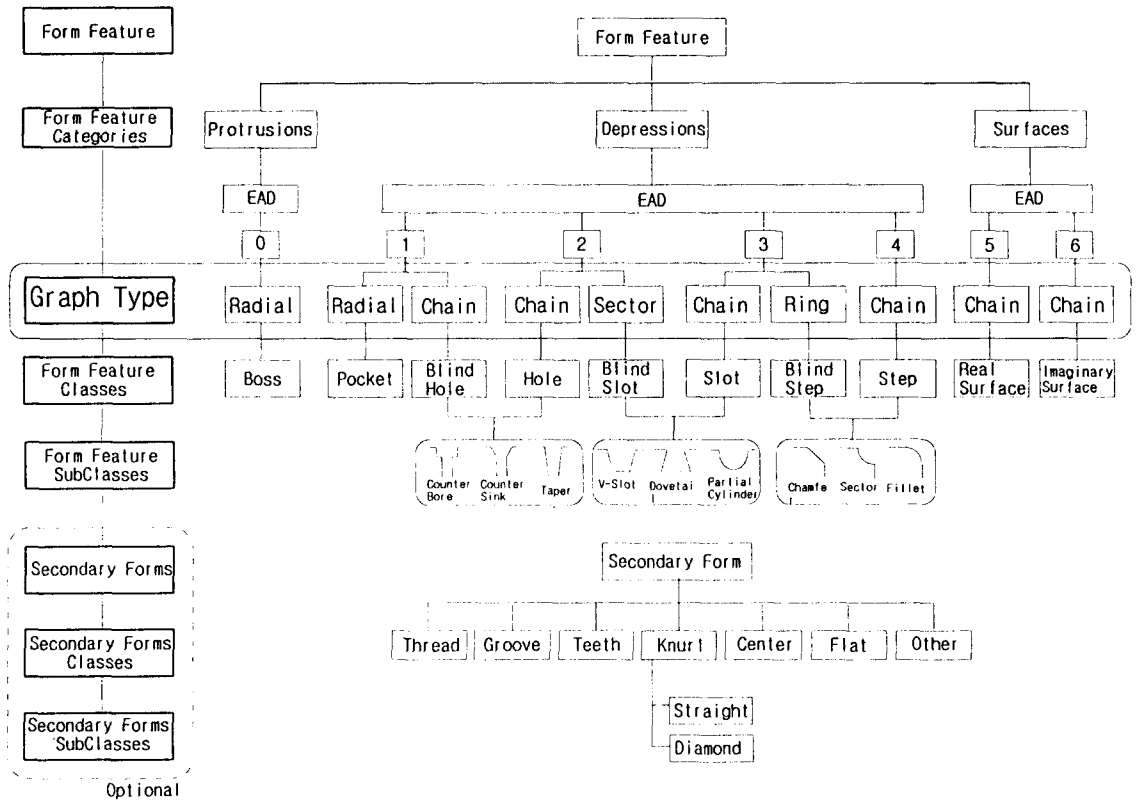 Form Feature
Form Feature
Form Feature
Categories
Protrusions
Depressions
Surfaces
EAD
EAD
EAD
0
1
2
3
4
5
6
Graph Type
Radial
Radial
Chain
Chain
Sector
Chain
Ring
Chain
Chain
Chain
Form Feature
Classes
Boss
Pocket
Blind
Hole
Hole
Blind
Slot
Slot
Blind
Step
Step
Real
Surface
Imaginary
Surface
Form Feature
SubClasses
Counter
Bore
Counter
Sink
Taper
V-Slot
Dovetai
Partial
Cylinder
Chamfe
Sector
Fillet
Secondary Forms
Secondary Form
Secondary Forms
Classes
Thread
Groove
Teeth
Knurt
Center
Flat
Other
Secondary Forms
SubClasses
Straight
Diamond
Optional